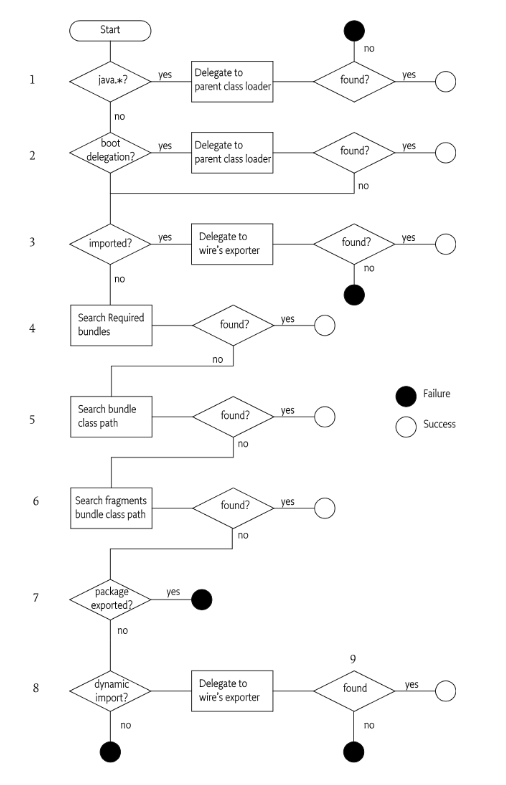 Start
no
1
java.*?
yes
Delegate to
parent class loader
found?
yes
no
2
boot
delegation?
yes
Delegate to
parent class loader
found?
yes
no
3
imported?
yes
Delegate to
wire's exporter
found?
yes
no
no
4
Search Required
bundles
found?
yes
no
Failure
Success
5
Search bundle
class path
found?
yes
no
6
Search fragments
bundle class path
found?
yes
no
7
package
exported?
yes
no
9
8
dynamic
import?
Delegate to
wire's exporter
found
yes
no
no